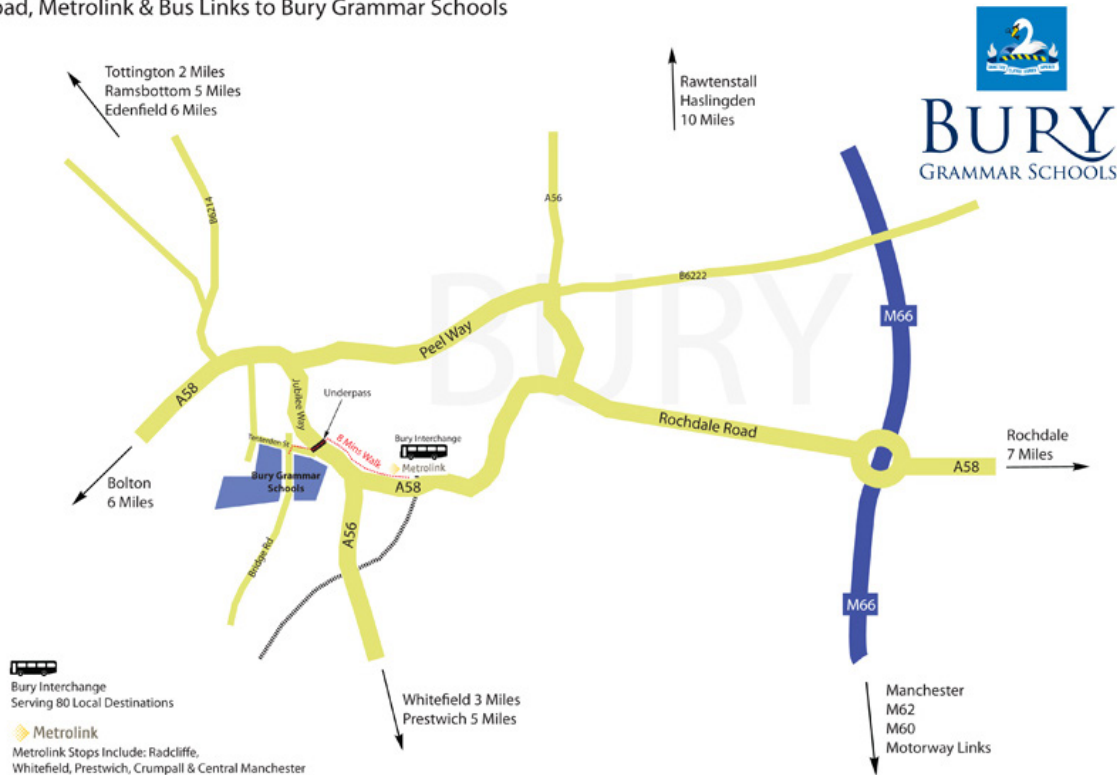 oad, Metrolink & Bus Links to Bury Grammar Schools
BURY
GRAMMAR SCHOOLS
Tottington 2 Miles
Ramsbottom 5 Miles
Edenfield 6 Miles
Rawtenstall
Haslingden
10 Miles
B6214
A56
B6222
BURY
M66
Peel Way
A58
Jubilee Way
Underpass
Rochdale Road
Tenterden St
8 Mins Walk
Bury Interchange
Metrolink
Rochdale
7 Miles
A58
Bury Grammar
Schools
A58
Bolton
6 Miles
A56
Bridge Rd
M66
Bury Interchange
Serving 80 Local Destinations
Whitefield 3 Miles
Prestwich 5 Miles
Manchester
M62
M60
Motorway Links
Metrolink
Metrolink Stops Include: Radcliffe,
Whitefield, Prestwich, Crumpall & Central Manchester